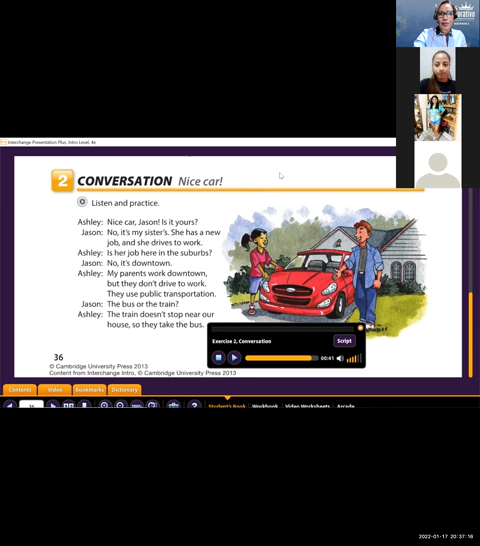 Interchange Presentation Plus, Intro Level, 4e
2 CONVERSATION Nice car!
Listen and practice.
Ashley: Nice car, Jason! Is it yours?
Jason: No, it's my sister's. She has a new
job, and she drives to work.
Ashley: Is her job here in the suburbs?
Jason: No, it's downtown.
Ashley: My parents work downtown,
but they don't drive to work.
They use public transportation.
Jason: The bus or the train?
Ashley: The train doesn't stop near our
house, so they take the bus.
Exercise 2, Conversation
Script
00:41
36
© Cambridge University Press 2013
Content from Interchange Intro, © Cambridge University Press 2013
Contents Video Bookmarks Dictionary
36
?
Student's Book Workbook Video Worksheets Arcade
2022-01-17 20:37:16